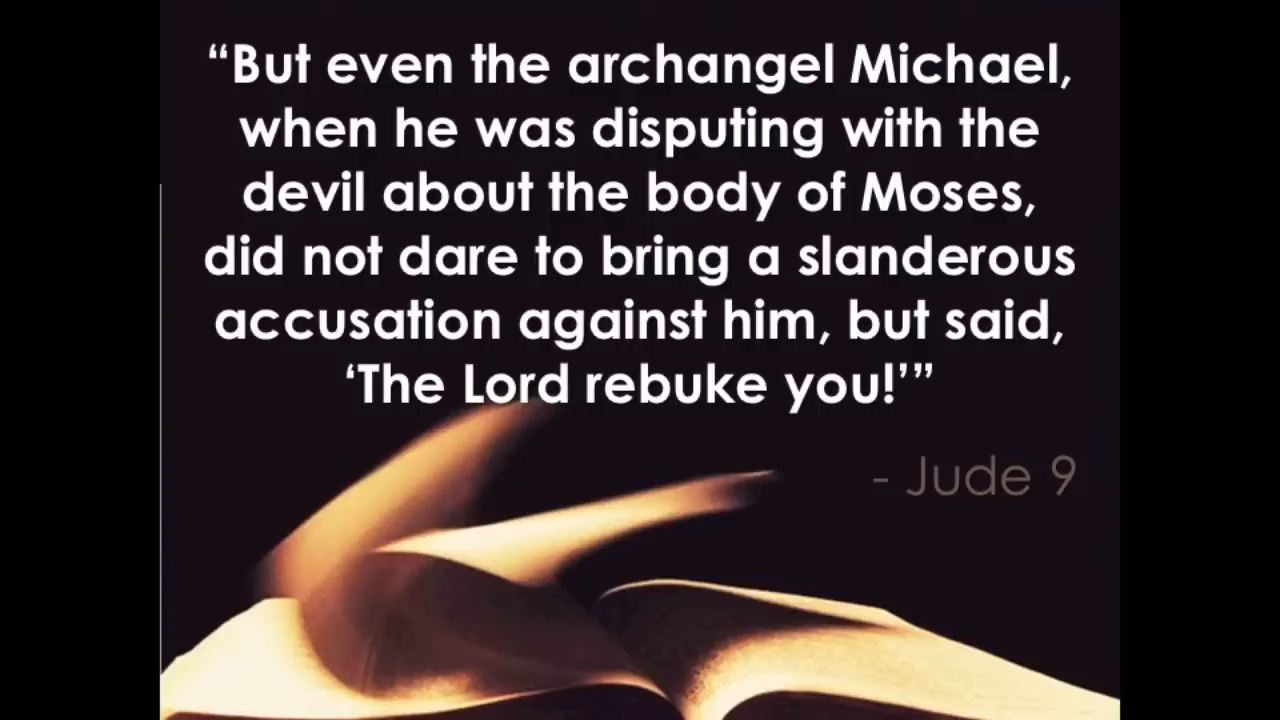 “But even the archangel Michael,
when he was disputing with the
devil about the body of Moses,
did not dare to bring a slanderous
accusation against him, but said,
‘The Lord rebuke you!’”
- Jude 9